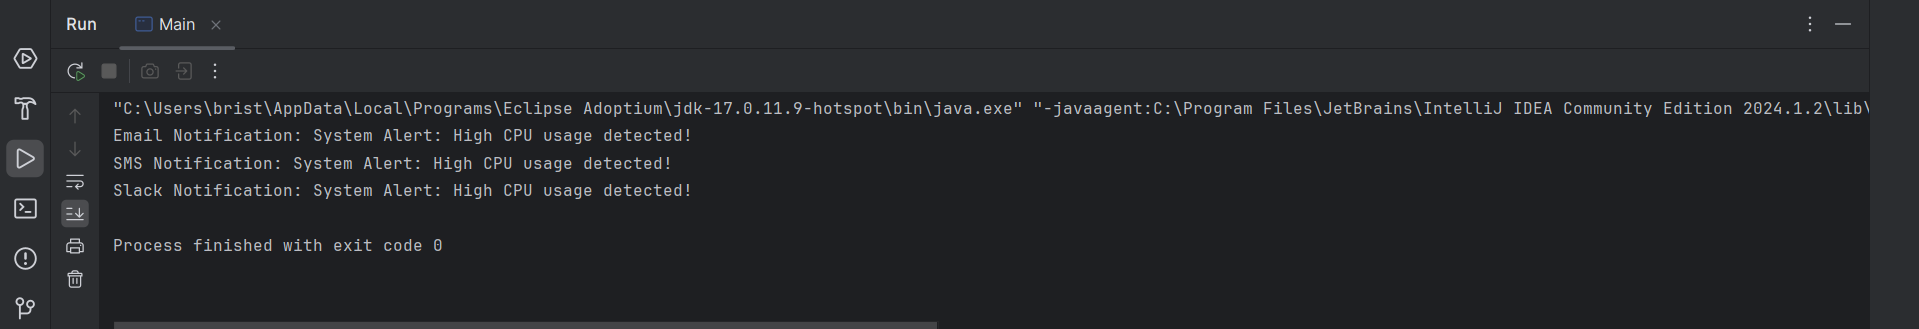 Run Main
"C:\Users\brist\AppData\Local\Programs\Eclipse Adoptium\jdk-17.0.11.9-hotspot\bin\java.exe" "-javaagent:C:\Program Files\JetBrains\IntelliJ IDEA Community Edition 2024.1.2\lib\
Email Notification: System Alert: High CPU usage detected!
SMS Notification: System Alert: High CPU usage detected!
Slack Notification: System Alert: High CPU usage detected!
Process finished with exit code 0